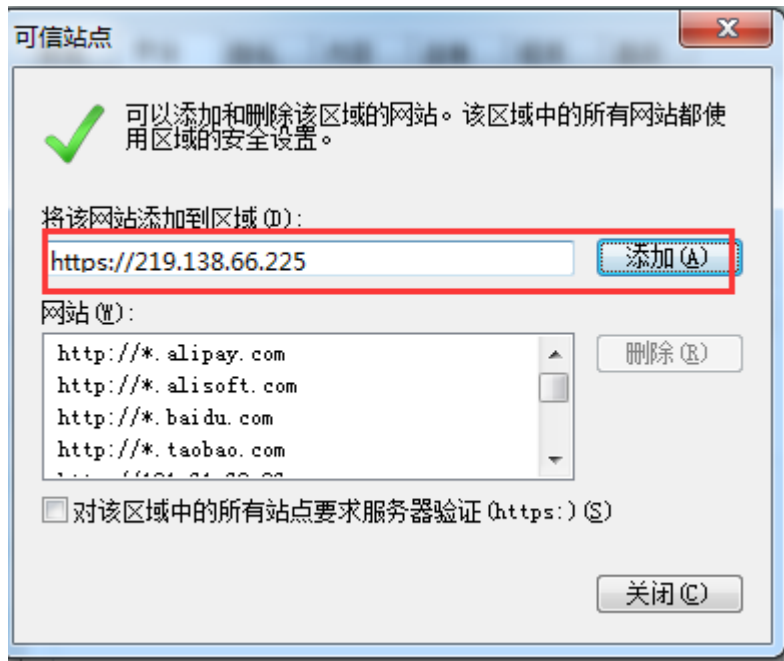 可信站点
可以添加和删除该区域的网站。该区域中的所有网站都使
用区域的安全设置。
将该网站添加到区域(D):
https://219.138.66.225
添加(A)
网站(W):
http://*.alipay.com
http://*.alisoft.com
http://*.baidu.com
http://*.taobao.com
删除(R)
对该区域中的所有站点要求服务器验证(https:)(S)
关闭(C)